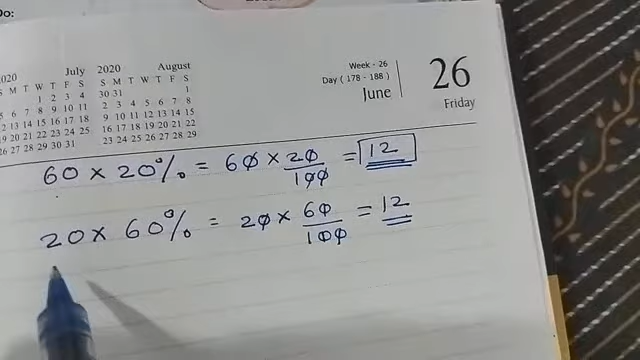 Do:
2020 July 2020 August
S M T W T F S S M T W T F S
1 2 3 4 30 31 1
5 6 7 8 9 10 11 2 3 4 5 6 7 8
12 13 14 15 16 17 18 9 10 11 12 13 14 15
19 20 21 22 23 24 25 16 17 18 19 20 21 22
26 27 28 29 30 31 23 24 25 26 27 28 29
Week - 26
Day (178 - 188)
June
26
Friday
60 × 20% = 60 × 20/100 = 12
20 × 60% = 20 × 60/100 = 12